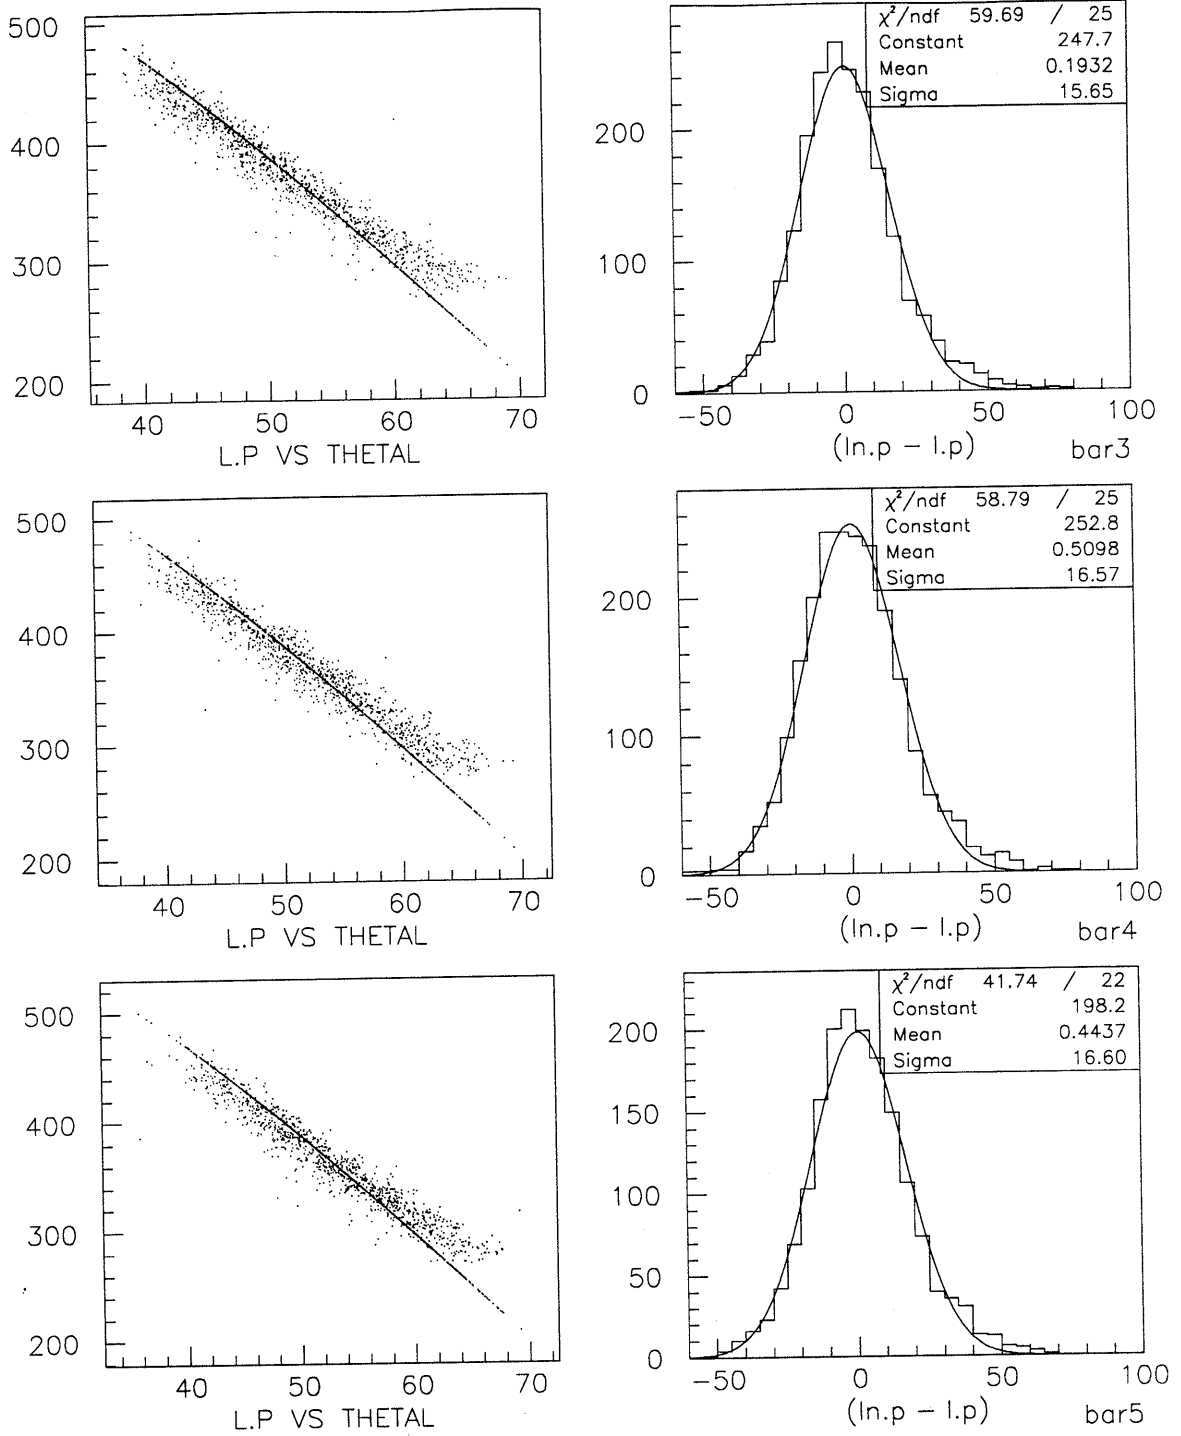 500
400
300
200
40 50 60 70
L.P VS THETAL
χ²/ndf 59.69 / 25
Constant 247.7
Mean 0.1932
Sigma 15.65
200
100
0
−50 0 50 100
(ln.p − l.p)
bar3
500
400
300
200
40 50 60 70
L.P VS THETAL
χ²/ndf 58.79 / 25
Constant 252.8
Mean 0.5098
Sigma 16.57
200
100
0
−50 0 50 100
(ln.p − l.p)
bar4
500
400
300
200
40 50 60 70
L.P VS THETAL
χ²/ndf 41.74 / 22
Constant 198.2
Mean 0.4437
Sigma 16.60
200
150
100
50
0
−50 0 50 100
(ln.p − l.p)
bar5